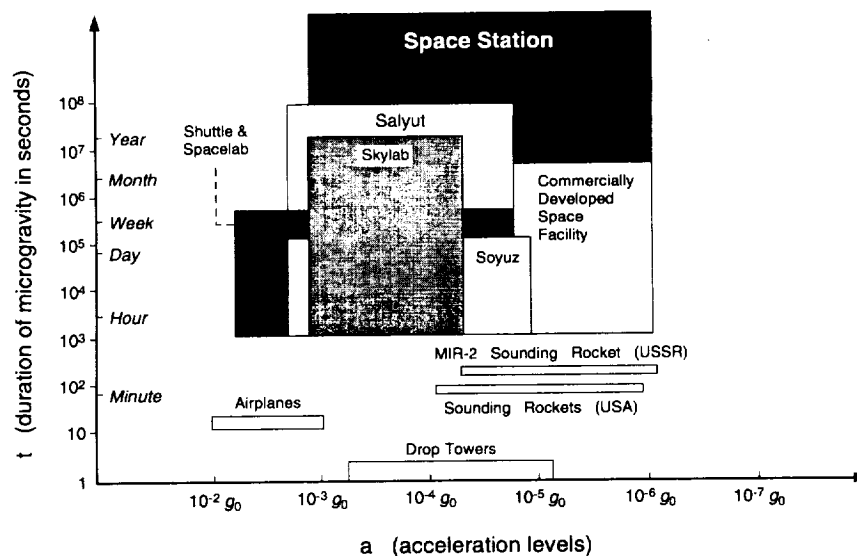 Space Station
t (duration of microgravity in seconds)
10⁸
Year
10⁷
Month
10⁶
Week
10⁵
Day
10⁴
Hour
10³
10²
Minute
10
1
Shuttle &
Spacelab
Salyut
Skylab
Commercially
Developed
Space
Facility
Soyuz
MIR-2 Sounding Rocket (USSR)
Sounding Rockets (USA)
Airplanes
Drop Towers
10⁻² g₀
10⁻³ g₀
10⁻⁴ g₀
10⁻⁵ g₀
10⁻⁶ g₀
10⁻⁷ g₀
a (acceleration levels)